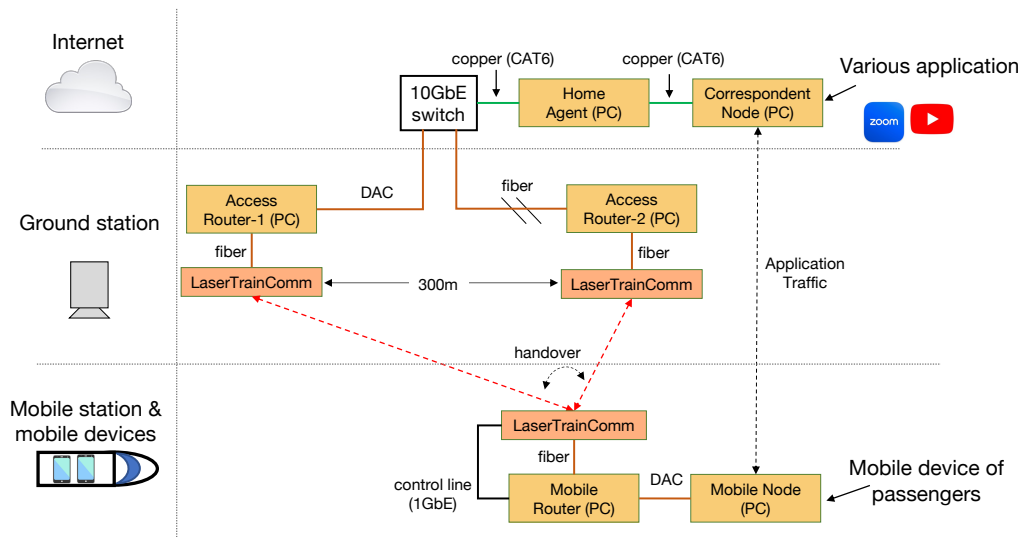 Internet
copper (CAT6)
copper (CAT6)
10GbE
switch
Home
Agent (PC)
Correspondent
Node (PC)
Various application
zoom
Access
Router-1 (PC)
DAC
fiber
Access
Router-2 (PC)
Ground station
fiber
fiber
LaserTrainComm
300m
LaserTrainComm
Application
Traffic
handover
Mobile station &
mobile devices
LaserTrainComm
fiber
control line
(1GbE)
Mobile
Router (PC)
DAC
Mobile Node
(PC)
Mobile device of
passengers